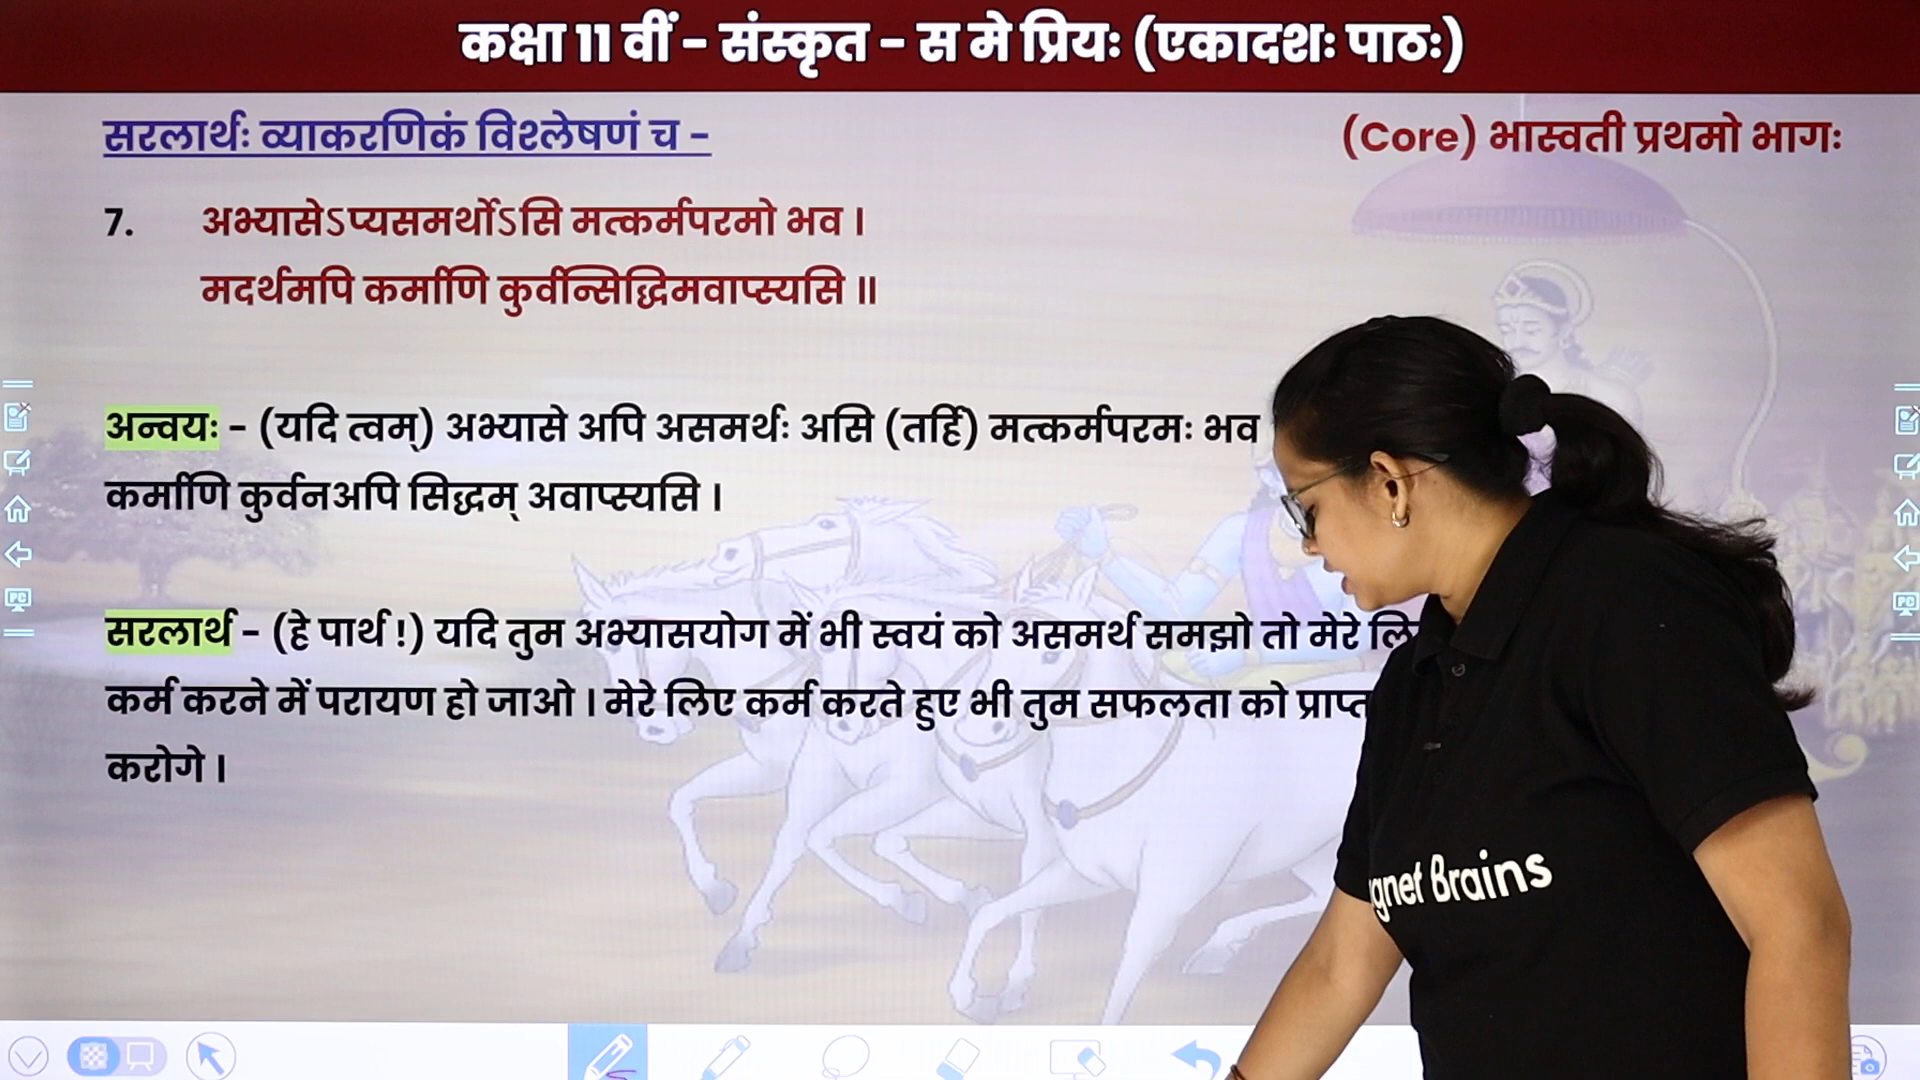 कक्षा 11 वीं - संस्कृत - स मे प्रियः (एकादशः पाठः)
सरलार्थः व्याकरणिकं विश्लेषणं च -
(Core) भास्वती प्रथमो भागः
7. अभ्यासेऽप्यसमर्थोऽसि मत्कर्मपरमो भव ।
मदर्थमपि कर्माणि कुर्वन्सिद्धिमवाप्स्यसि ॥
अन्वयः - (यदि त्वम्) अभ्यासे अपि असमर्थः असि (तर्हि) मत्कर्मपरमः भव
कर्माणि कुर्वनअपि सिद्धम् अवाप्स्यसि ।
सरलार्थ - (हे पार्थ !) यदि तुम अभ्यासयोग में भी स्वयं को असमर्थ समझो तो मेरे
कर्म करने में परायण हो जाओ । मेरे लिए कर्म करते हुए भी तुम सफलता को प्राप्त
करोगे ।
gnet Brains
PC
PC